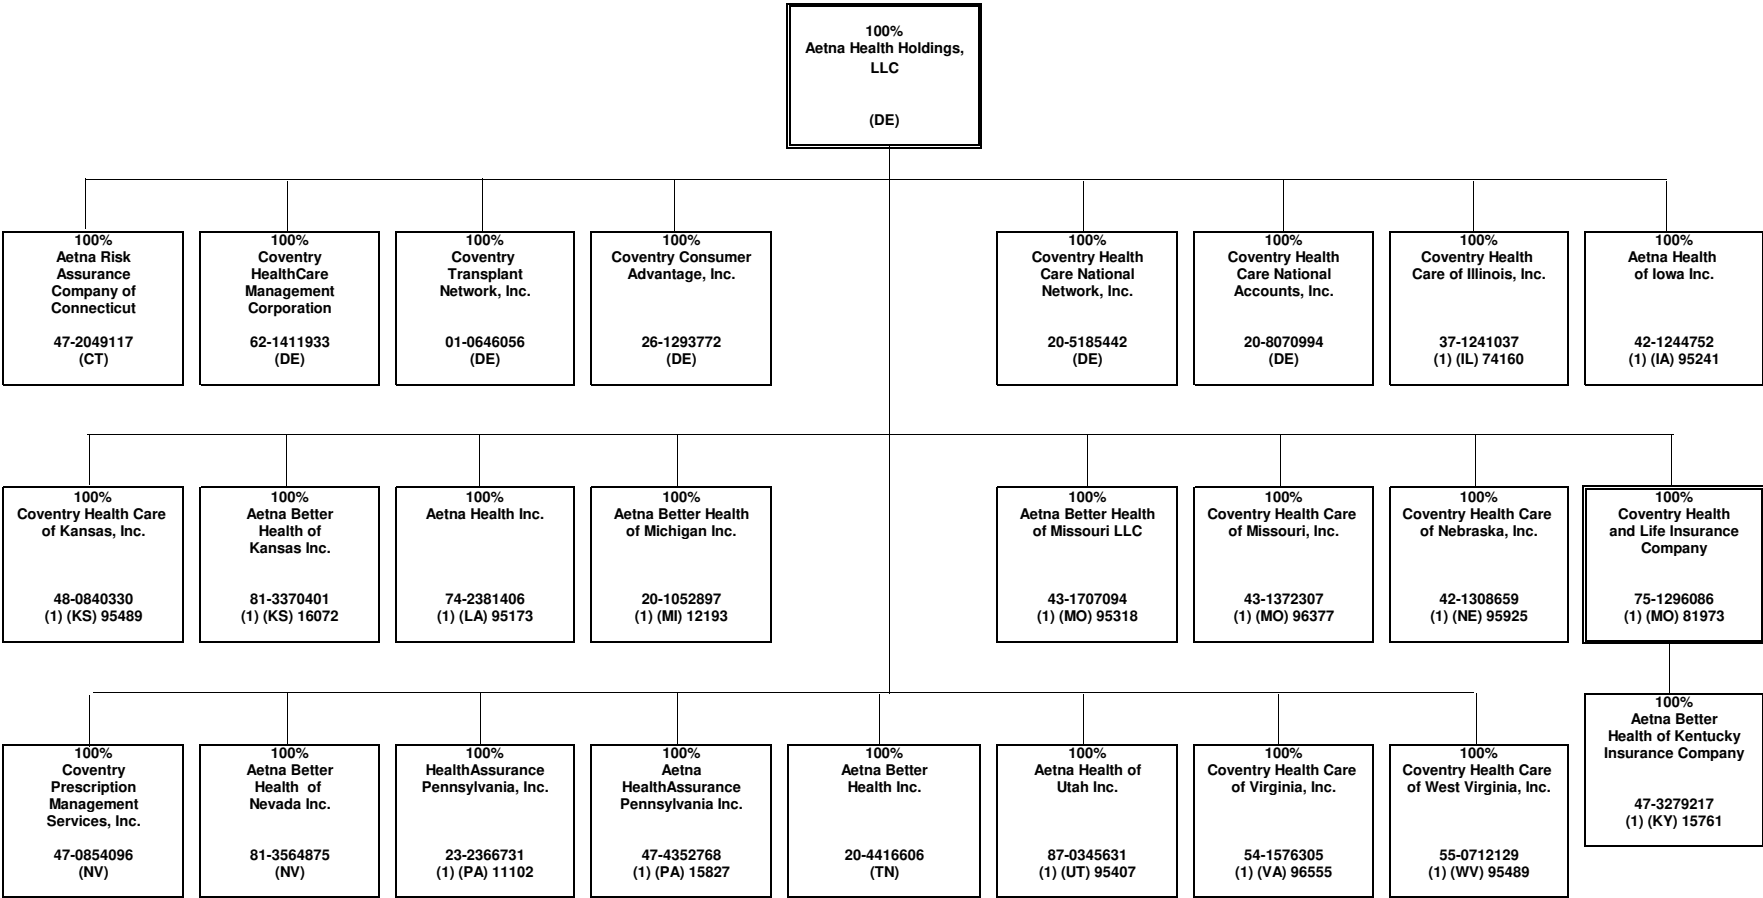 100%
Aetna Health Holdings,
LLC
(DE)
100%
Aetna Risk
Assurance
Company of
Connecticut
47-2049117
(CT)
100%
Coventry
HealthCare
Management
Corporation
62-1411933
(DE)
100%
Coventry
Transplant
Network, Inc.
01-0646056
(DE)
100%
Coventry Consumer
Advantage, Inc.
26-1293772
(DE)
100%
Coventry Health
Care National
Network, Inc.
20-5185442
(DE)
100%
Coventry Health
Care National
Accounts, Inc.
20-8070994
(DE)
100%
Coventry Health
Care of Illinois, Inc.
37-1241037
(1) (IL) 74160
100%
Aetna Health
of Iowa Inc.
42-1244752
(1) (IA) 95241
100%
Coventry Health Care
of Kansas, Inc.
48-0840330
(1) (KS) 95489
100%
Aetna Better
Health of
Kansas Inc.
81-3370401
(1) (KS) 16072
100%
Aetna Health Inc.
74-2381406
(1) (LA) 95173
100%
Aetna Better Health
of Michigan Inc.
20-1052897
(1) (MI) 12193
100%
Aetna Better Health
of Missouri LLC
43-1707094
(1) (MO) 95318
100%
Coventry Health Care
of Missouri, Inc.
43-1372307
(1) (MO) 96377
100%
Coventry Health Care
of Nebraska, Inc.
42-1308659
(1) (NE) 95925
100%
Coventry Health
and Life Insurance
Company
75-1296086
(1) (MO) 81973
100%
Aetna Better
Health of Kentucky
Insurance Company
47-3279217
(1) (KY) 15761
100%
Coventry
Prescription
Management
Services, Inc.
47-0854096
(NV)
100%
Aetna Better
Health of
Nevada Inc.
81-3564875
(NV)
100%
HealthAssurance
Pennsylvania, Inc.
23-2366731
(1) (PA) 11102
100%
Aetna
HealthAssurance
Pennsylvania Inc.
47-4352768
(1) (PA) 15827
100%
Aetna Better
Health Inc.
20-4416606
(TN)
100%
Aetna Health of
Utah Inc.
87-0345631
(1) (UT) 95407
100%
Coventry Health Care
of Virginia, Inc.
54-1576305
(1) (VA) 96555
100%
Coventry Health Care
of West Virginia, Inc.
55-0712129
(1) (WV) 95489